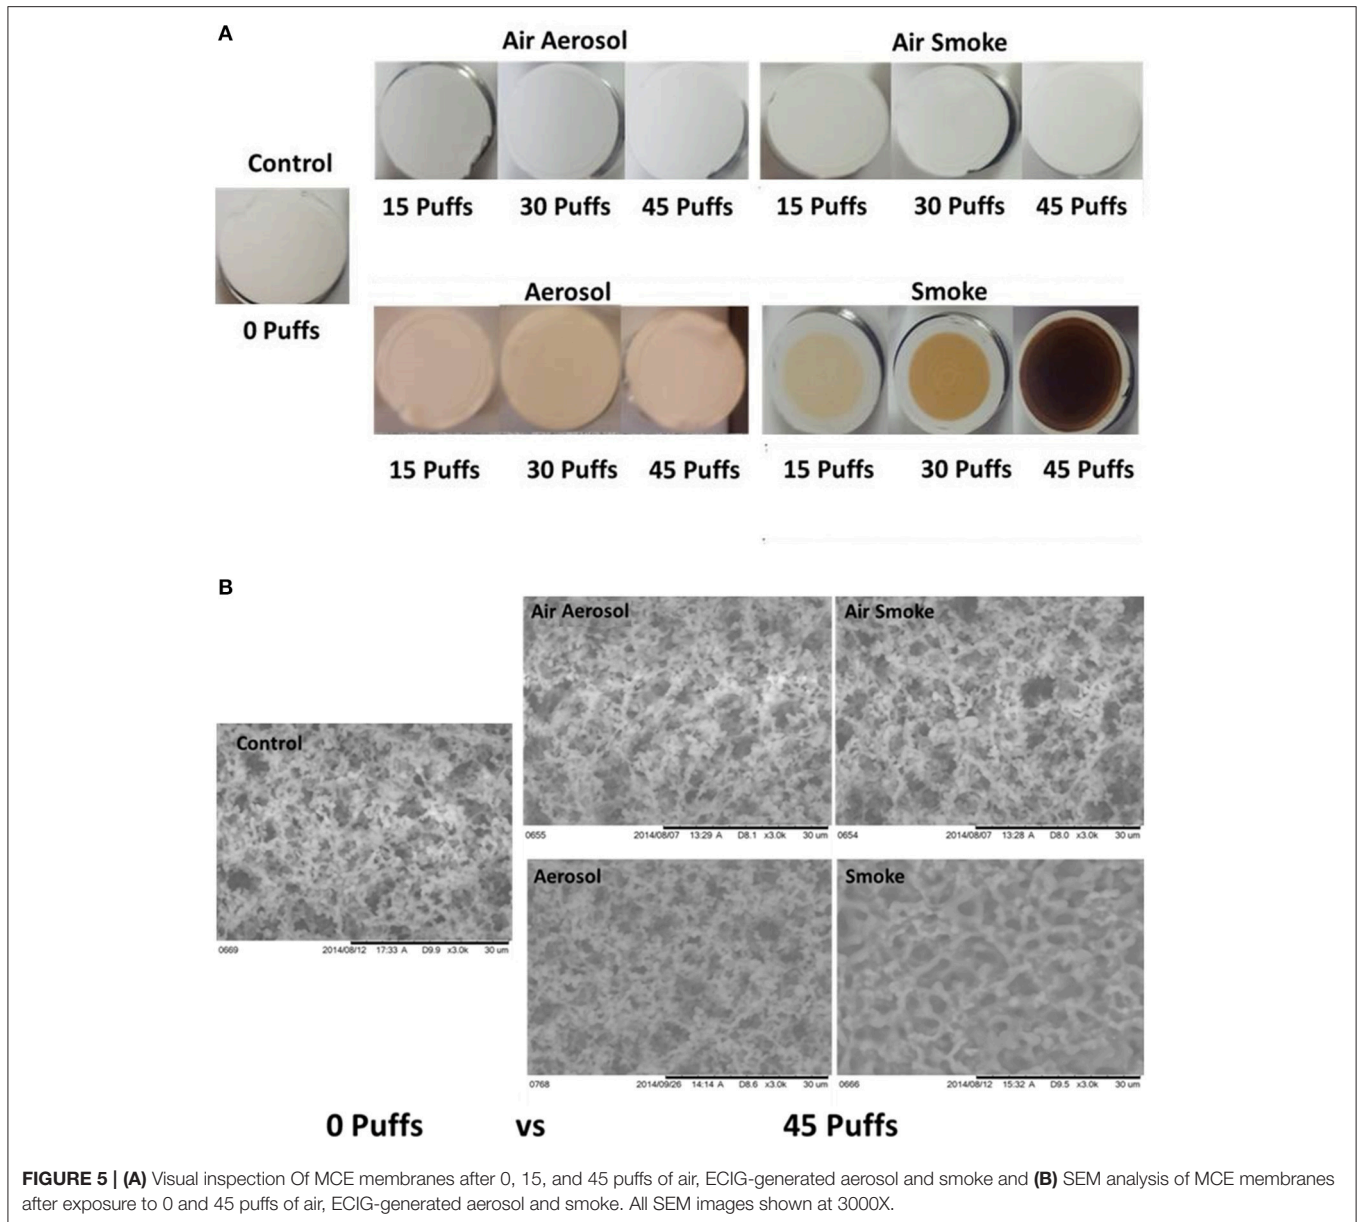 A
Air Aerosol
Air Smoke
Control
15 Puffs
30 Puffs
45 Puffs
15 Puffs
30 Puffs
45 Puffs
0 Puffs
Aerosol
Smoke
15 Puffs
30 Puffs
45 Puffs
15 Puffs
30 Puffs
45 Puffs
B
Air Aerosol
Air Smoke
0655 2014/08/07 13:29 A D8.1 x3.0k 30 um
0654 2014/08/07 13:28 A D8.0 x3.0k 30 um
Control
0669 2014/08/12 17:33 A D9.9 x3.0k 30 um
Aerosol
Smoke
0768 2014/09/26 14:14 A D8.6 x3.0k 30 um
0666 2014/08/12 15:32 A D9.5 x3.0k 30 um
0 Puffs vs 45 Puffs
FIGURE 5 | (A) Visual inspection Of MCE membranes after 0, 15, and 45 puffs of air, ECIG-generated aerosol and smoke and (B) SEM analysis of MCE membranes
after exposure to 0 and 45 puffs of air, ECIG-generated aerosol and smoke. All SEM images shown at 3000X.